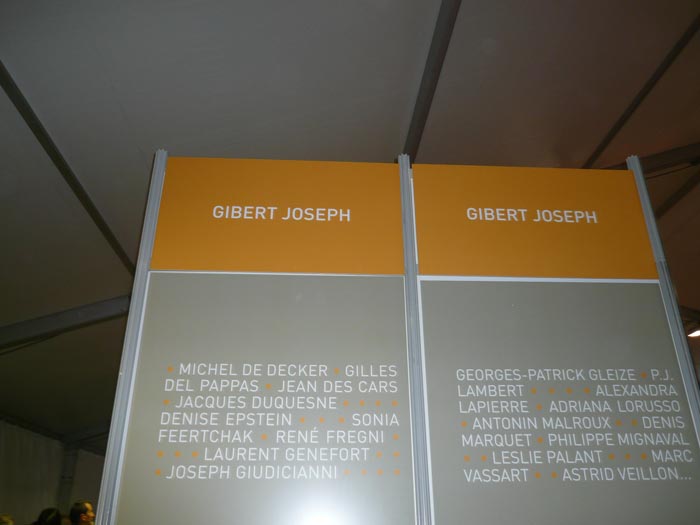 GIBERT JOSEPH
• MICHEL DE DECKER • GILLES
DEL PAPPAS • JEAN DES CARS
• JACQUES DUQUESNE • • • •
DENISE EPSTEIN • • • SONIA
FEERTCHAK • RENÉ FREGNI •
• • • LAURENT GENEFORT • •
• JOSEPH GIUDICIANNI • • • •
GIBERT JOSEPH
GEORGES-PATRICK GLEIZE • P.J.
LAMBERT • • • • ALEXANDRA
LAPIERRE • ADRIANA LORUSSO
• ANTONIN MALROUX • • DENIS
MARQUET • PHILIPPE MIGNAVAL
• • LESLIE PALANT • • • MARC
VASSART • • ASTRID VEILLON...